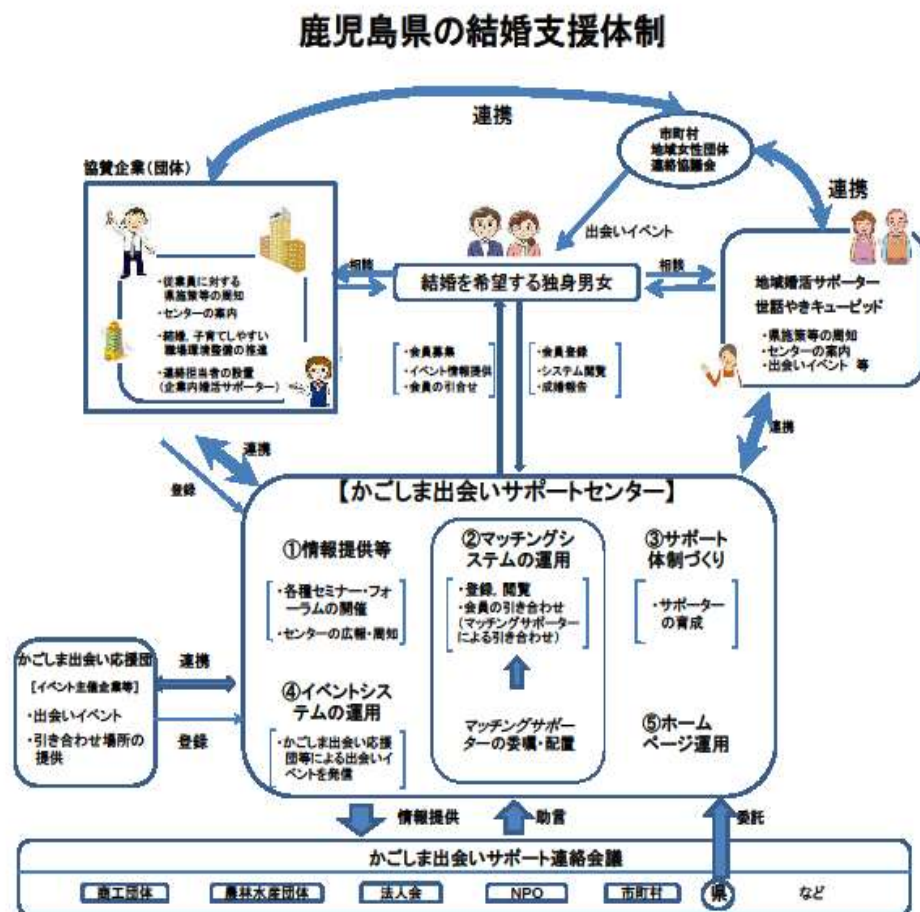 鹿児島県の結婚支援体制
連携
市町村
地域女性団体
連絡協議会
協賛企業(団体)
連携
出会いイベント
・従業員に対する
県施策等の周知
・センターの案内
・結婚、子育てしやすい
職場環境整備の推進
・連絡担当者の設置
(企業内婚活サポーター)
相談
結婚を希望する独身男女
相談
地域婚活サポーター
世話やきキューピッド
・県施策等の周知
・センターの案内
・出会いイベント 等
・会員募集
・イベント情報提供
・会員の引合せ
・会員登録
・システム閲覧
・成婚報告
連携
登録
連携
【かごしま出会いサポートセンター】
①情報提供等
・各種セミナー・フォ
ーラムの開催
・センターの広報・周知
②マッチングシ
ステムの運用
・登録、閲覧
・会員の引き合わせ
(マッチングサポーター
による引き合わせ)
マッチングサポ
ーターの委嘱・配置
③サポート
体制づくり
・サポーター
の育成
④イベントシス
テムの運用
・かごしま出会い応援
団等による出会いイ
ベントを発信
⑤ホーム
ページ運用
かごしま出会い応援団
[イベント主催企業等]
・出会いイベント
・引き合わせ場所の
提供
連携
登録
情報提供
助言
委託
かごしま出会いサポート連絡会議
商工団体
農林水産団体
法人会
NPO
市町村
県
など